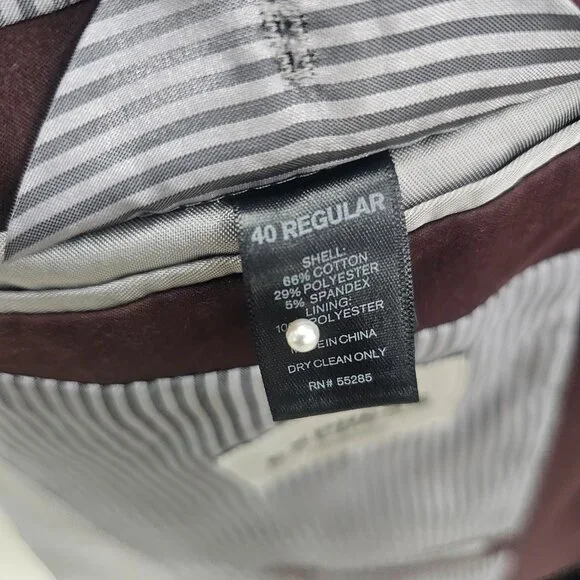 40 REGULAR
SHELL:
66% COTTON
29% POLYESTER
5% SPANDEX
LINING:
POLYESTER
IN CHINA
DRY CLEAN ONLY
RN# 55285